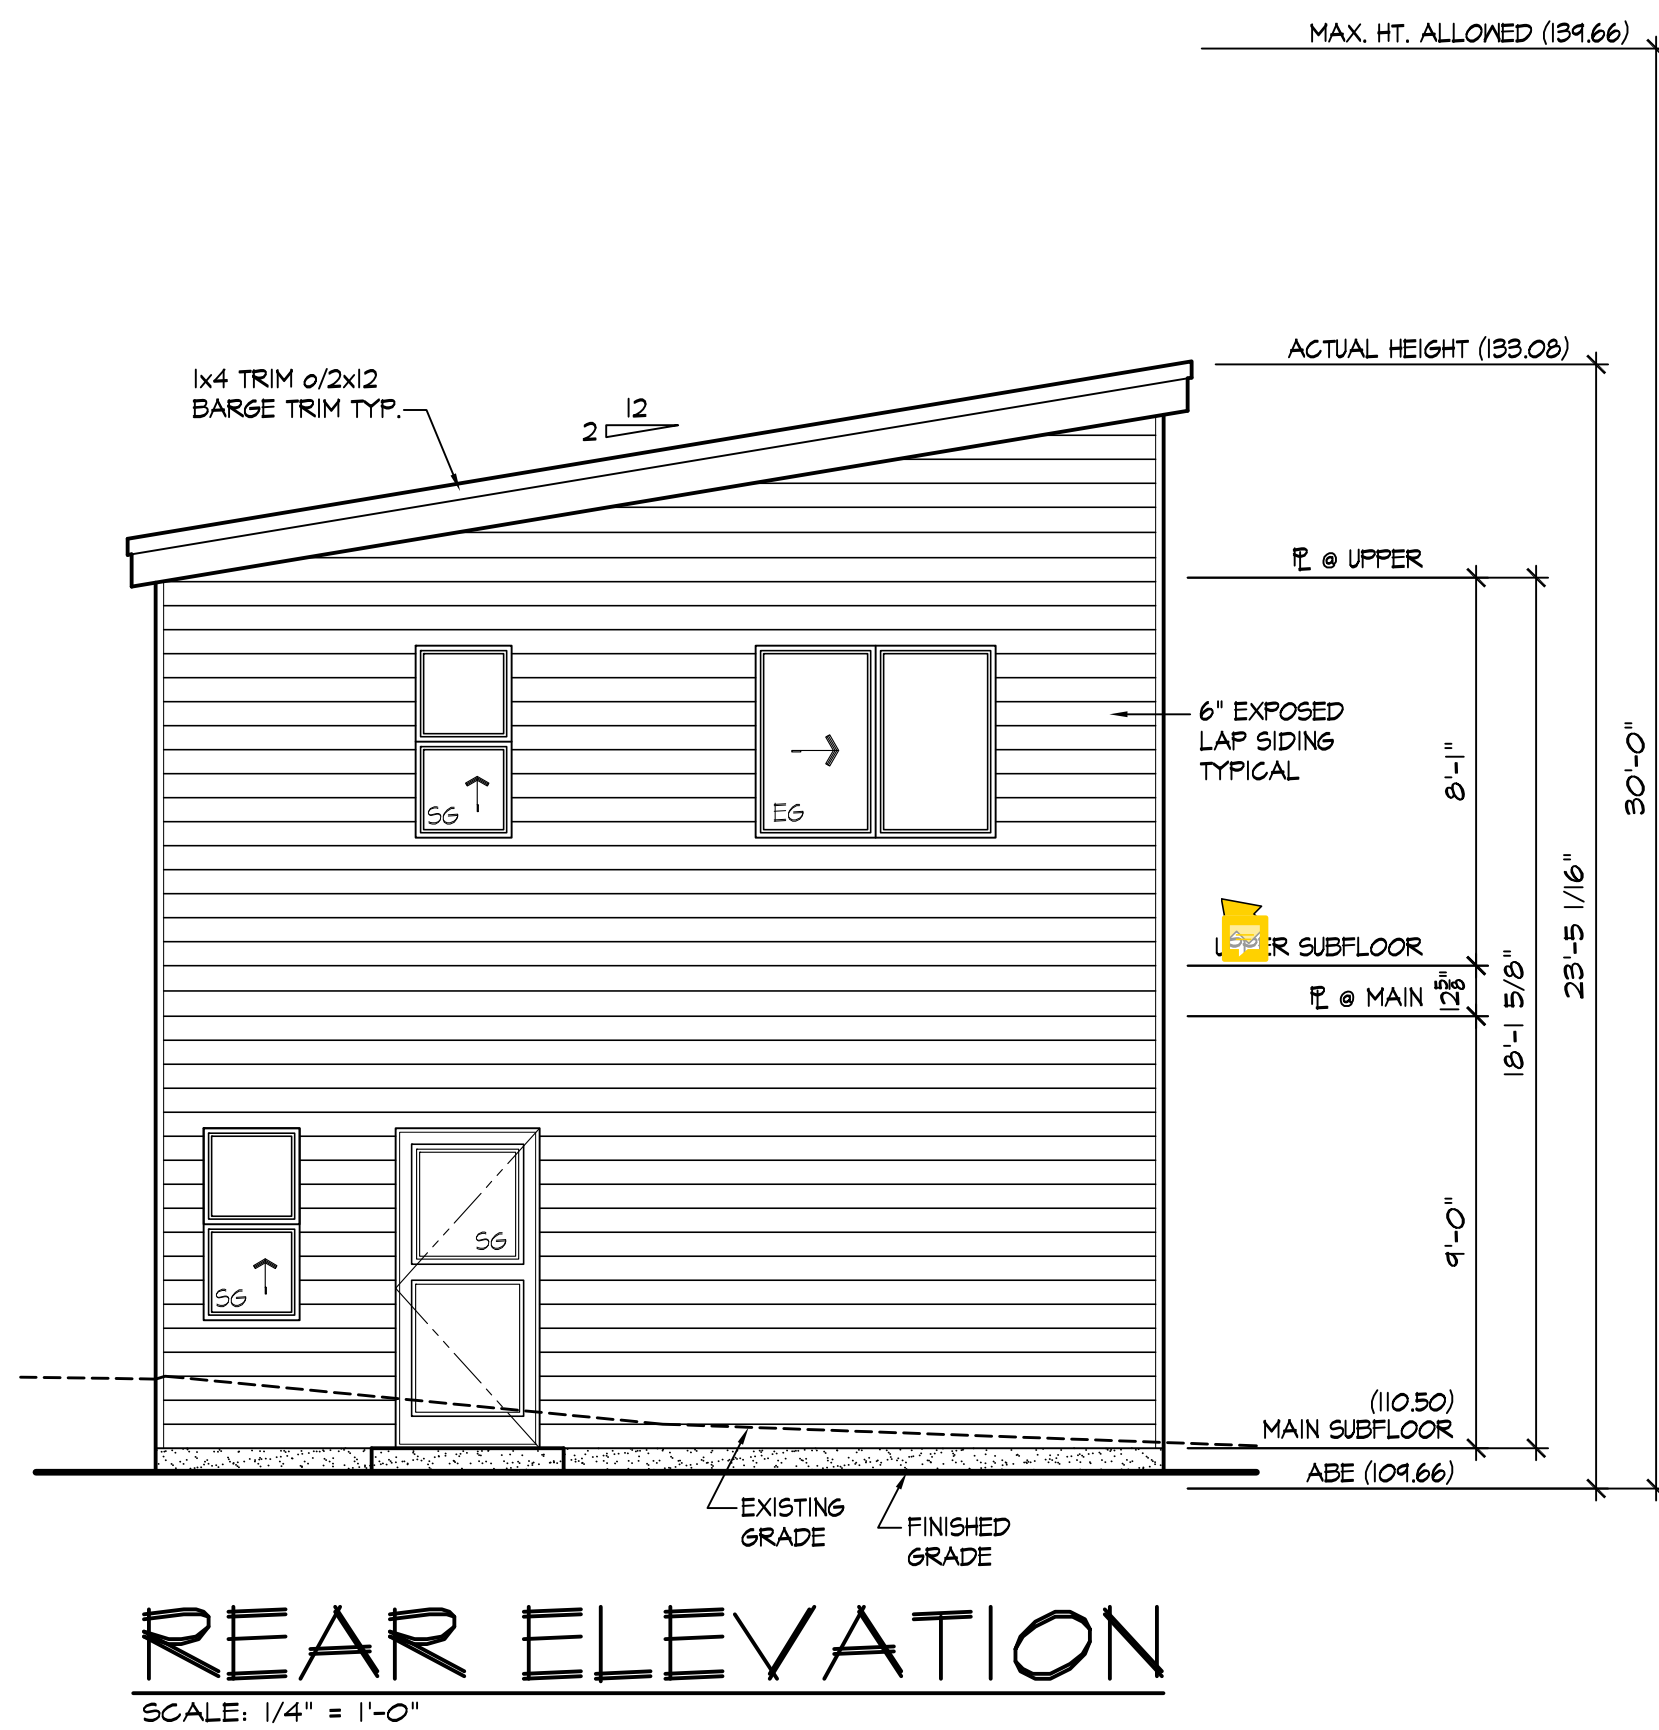 MAX. HT. ALLOWED (139.66)
ACTUAL HEIGHT (133.08)
1x4 TRIM o/2x12
BARGE TRIM TYP.
12
2
PL @ UPPER
6" EXPOSED
LAP SIDING
TYPICAL
8'-1"
30'-0"
SG
EG
23'-5 1/16"
SUBFLOOR
PL @ MAIN
12 5/8"
18'-1 5/8"
9'-0"
SG
SG
(110.50)
MAIN SUBFLOOR
ABE (109.66)
EXISTING
GRADE
FINISHED
GRADE
REAR ELEVATION
SCALE: 1/4" = 1'-0"